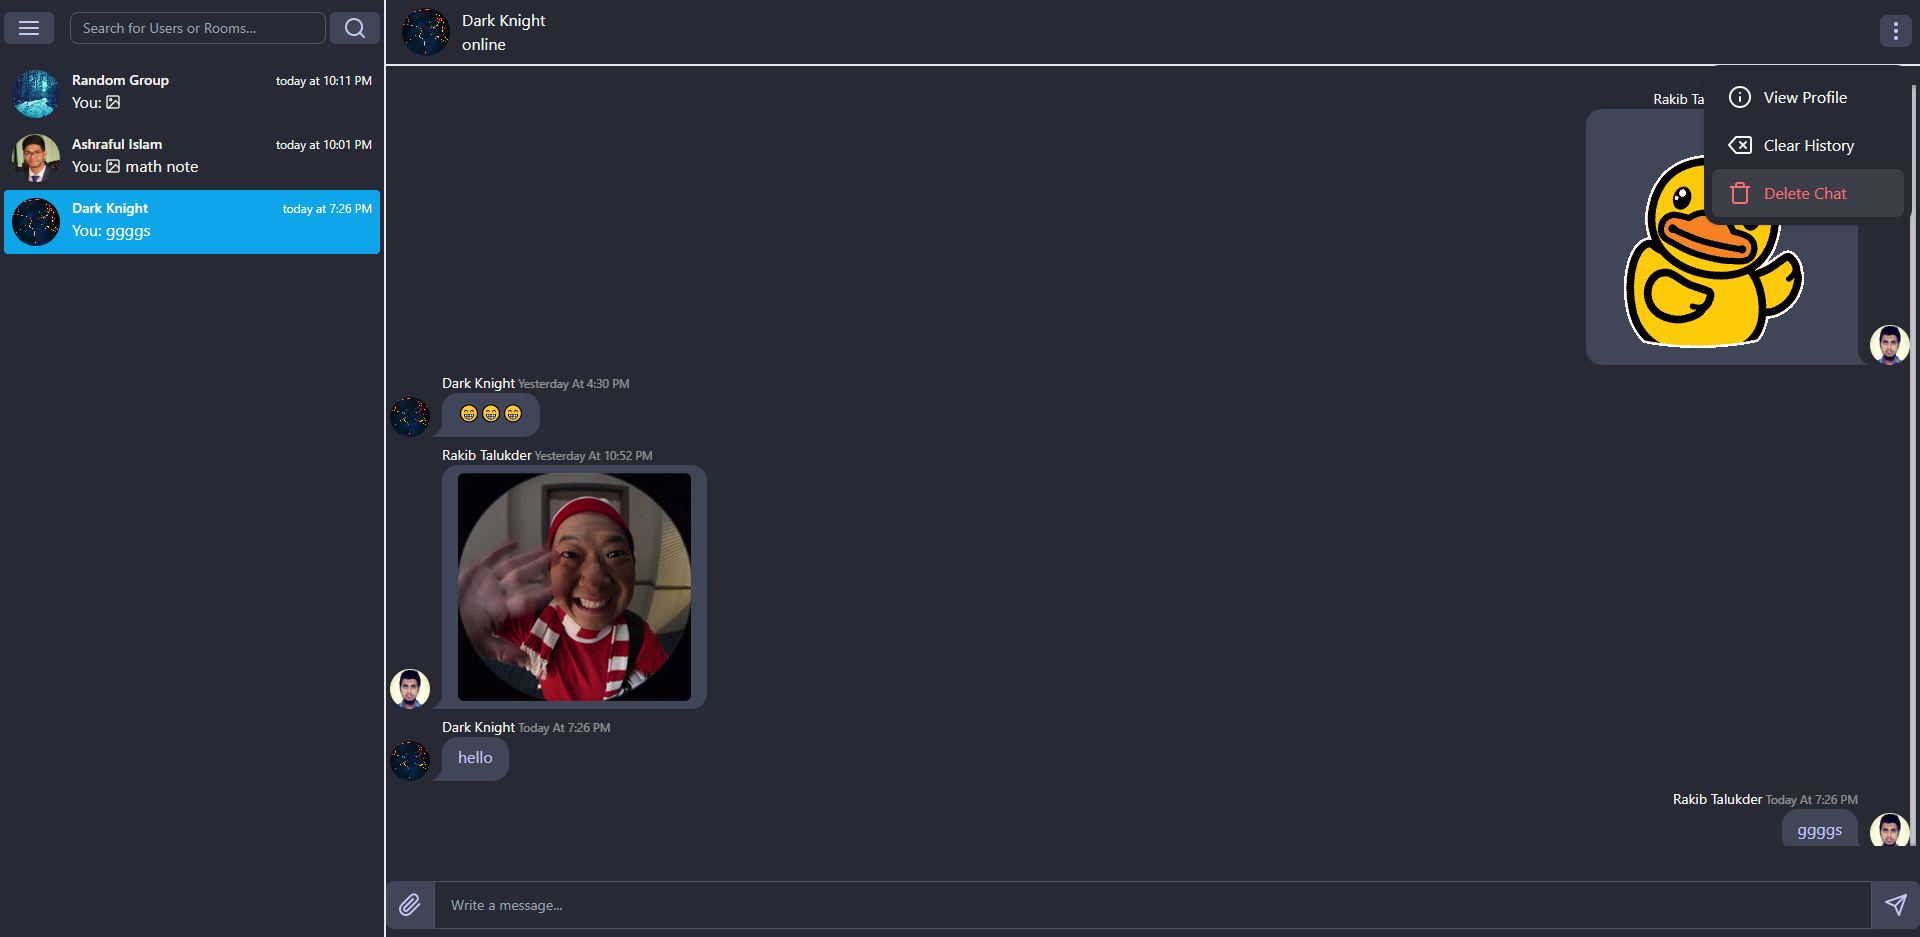 Search for Users or Rooms...
Random Group today at 10:11 PM
You:
Ashraful Islam today at 10:01 PM
You: math note
Dark Knight today at 7:26 PM
You: ggggs
Dark Knight
online
View Profile
Clear History
Delete Chat
Rakib Ta
Dark Knight Yesterday At 4:30 PM
😁😁😁
Rakib Talukder Yesterday At 10:52 PM
Dark Knight Today At 7:26 PM
hello
Rakib Talukder Today At 7:26 PM
ggggs
Write a message...